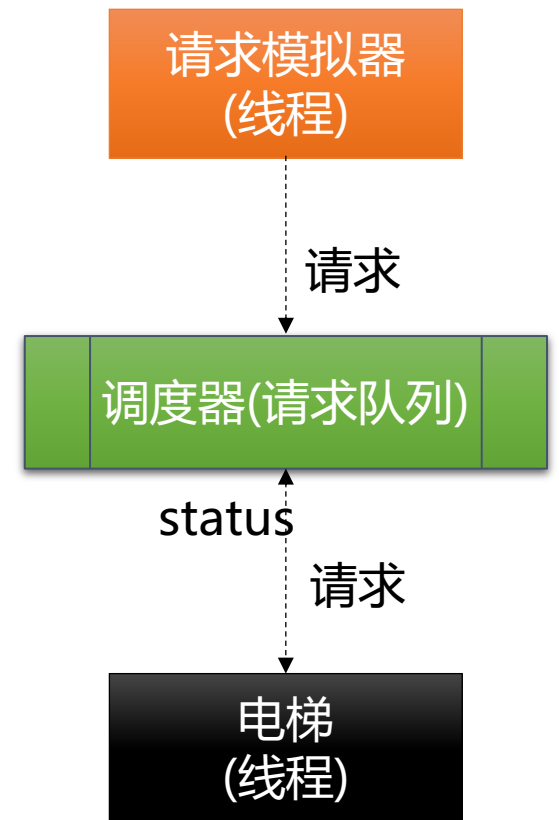 请求模拟器
(线程)
请求
调度器(请求队列)
status
请求
电梯
(线程)